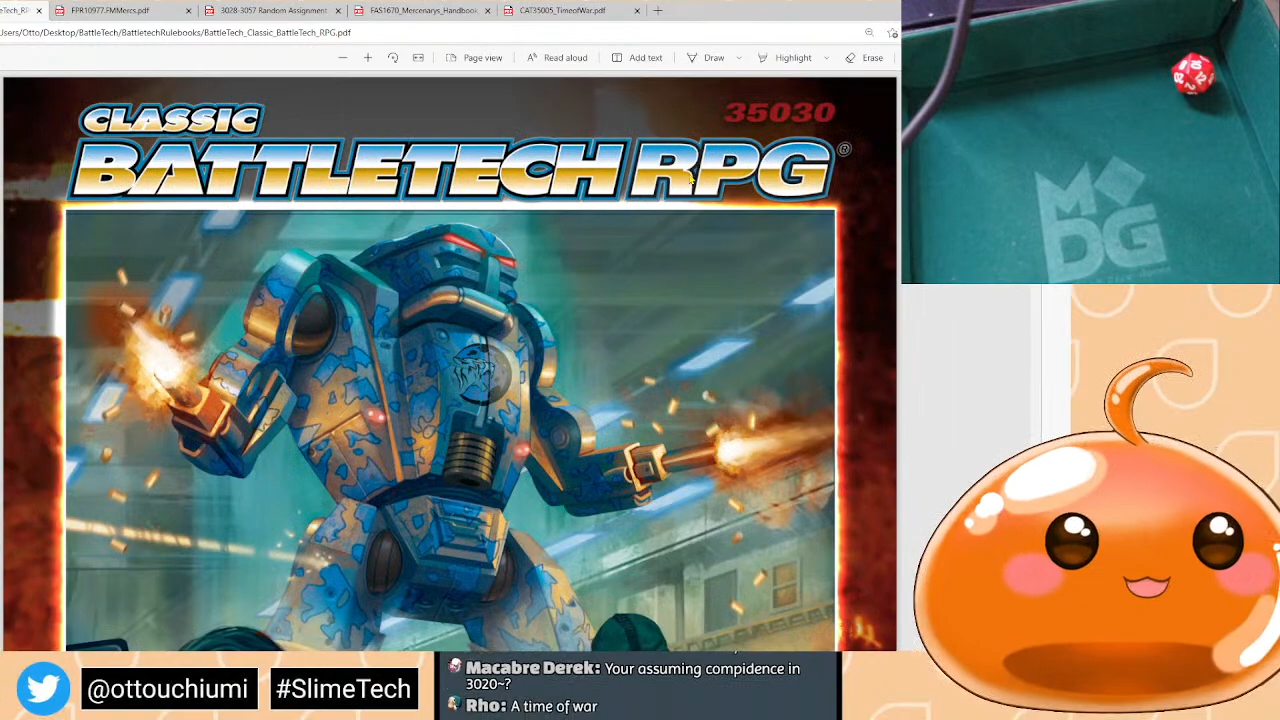 FPR10977.FMMercs.pdf
3028-3057 Random Assignment
FAS1670_Mercenarys_Handbook
CAT35005_TimeofWar.pdf
Users/Otto/Desktop/BattleTech/BattletechRulebooks/BattleTech_Classic_BattleTech_RPG.pdf
Page view
Read aloud
Add text
Draw
Highlight
Erase
CLASSIC
35030
BATTLETECH RPG®
MDG
@ottouchiumi
#SlimeTech
Macabre Derek: Your assuming compidence in
3020~?
Rho: A time of war